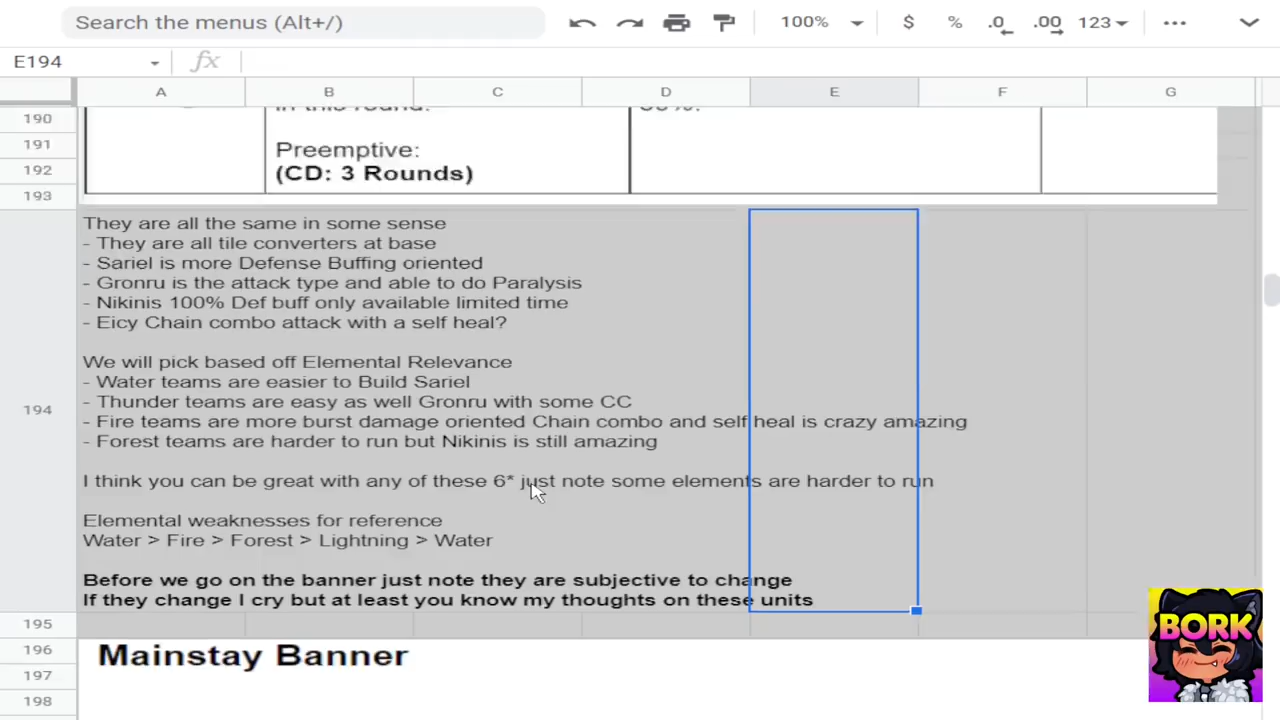 Search the menus (Alt+/)
100%
$
%
.0
.00
123
E194
fx
A
B
C
D
E
F
G
190
in this round.
191
Preemptive:
192
(CD: 3 Rounds)
193
They are all the same in some sense
- They are all tile converters at base
- Sariel is more Defense Buffing oriented
- Gronru is the attack type and able to do Paralysis
- Nikinis 100% Def buff only available limited time
- Eicy Chain combo attack with a self heal?
We will pick based off Elemental Relevance
- Water teams are easier to Build Sariel
- Thunder teams are easy as well Gronru with some CC
194
- Fire teams are more burst damage oriented Chain combo and self heal is crazy amazing
- Forest teams are harder to run but Nikinis is still amazing
I think you can be great with any of these 6* just note some elements are harder to run
Elemental weaknesses for reference
Water > Fire > Forest > Lightning > Water
Before we go on the banner just note they are subjective to change
If they change I cry but at least you know my thoughts on these units
195
BORK
196
Mainstay Banner
197
198